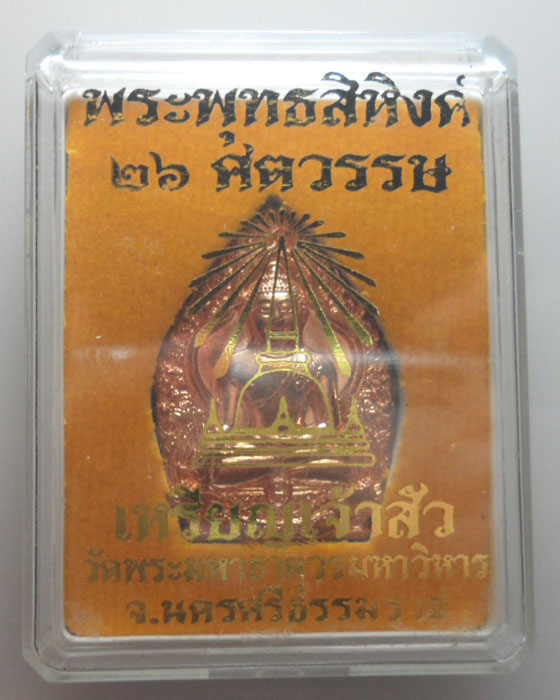 พระพุทธสิหิงค์
๒๖ ศตวรรษ
เหรียญเจ้าสัว
วัดพระมหาธาตุวรมหาวิหาร
จ.นครศรีธรรมราช